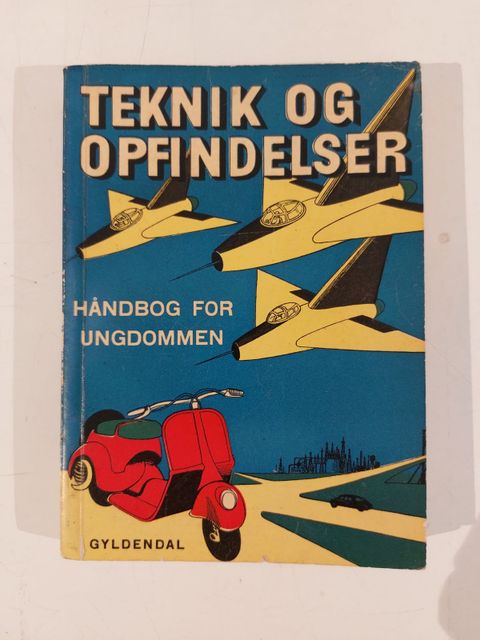 TEKNIK OG
OPFINDELSER
HÅNDBOG FOR
UNGDOMMEN
GYLDENDAL